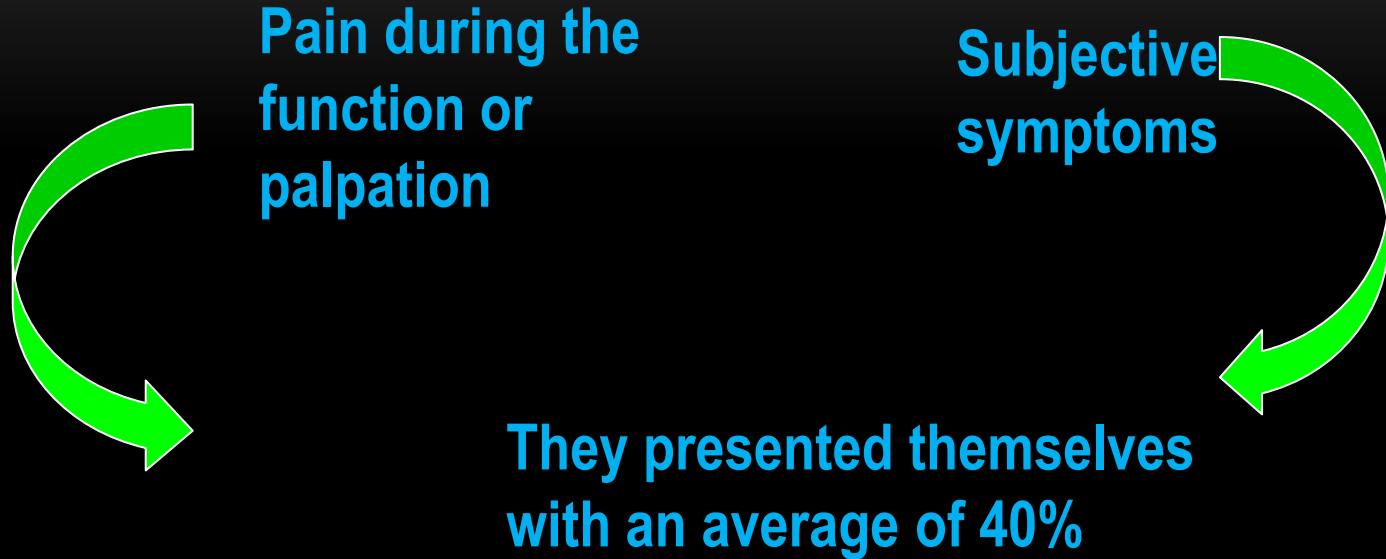 Pain during the
function or
palpation
Subjective
symptoms
They presented themselves
with an average of 40%